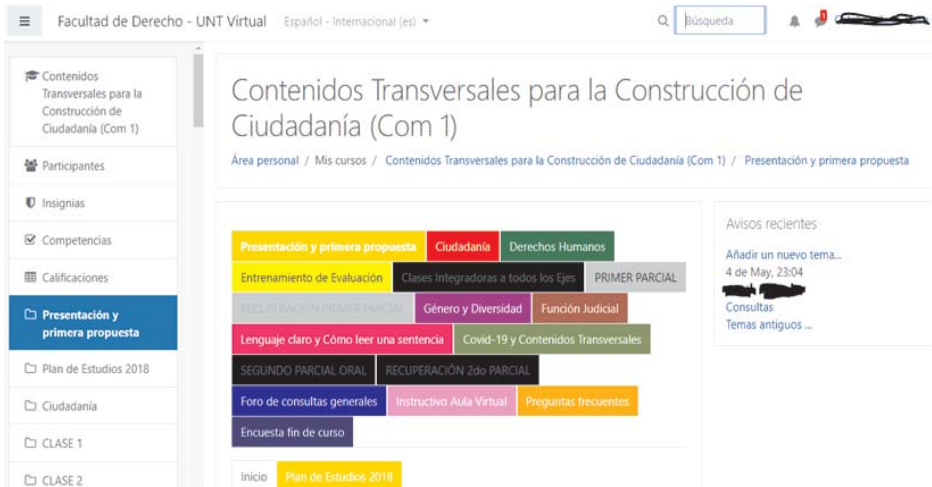 Facultad de Derecho - UNT Virtual Español - Internacional (es) Búsqueda 1
Contenidos
Transversales para la
Construcción de
Ciudadanía (Com 1)
Participantes
Insignias
Competencias
Calificaciones
Presentación y
primera propuesta
Plan de Estudios 2018
Ciudadanía
CLASE 1
CLASE 2
Contenidos Transversales para la Construcción de
Ciudadanía (Com 1)
Área personal / Mis cursos / Contenidos Transversales para la Construcción de Ciudadanía (Com 1) / Presentación y primera propuesta
Presentación y primera propuesta Ciudadanía Derechos Humanos
Entrenamiento de Evaluación Clases Integradoras a todos los Ejes PRIMER PARCIAL
RECUPERACIÓN PRIMER PARCIAL Género y Diversidad Función Judicial
Lenguaje claro y Cómo leer una sentencia Covid-19 y Contenidos Transversales
SEGUNDO PARCIAL ORAL RECUPERACIÓN 2do PARCIAL
Foro de consultas generales Instructivo Aula Virtual Preguntas frecuentes
Encuesta fin de curso
Inicio Plan de Estudios 2018
Avisos recientes
Añadir un nuevo tema...
4 de May, 23:04
Consultas
Temas antiguos ...